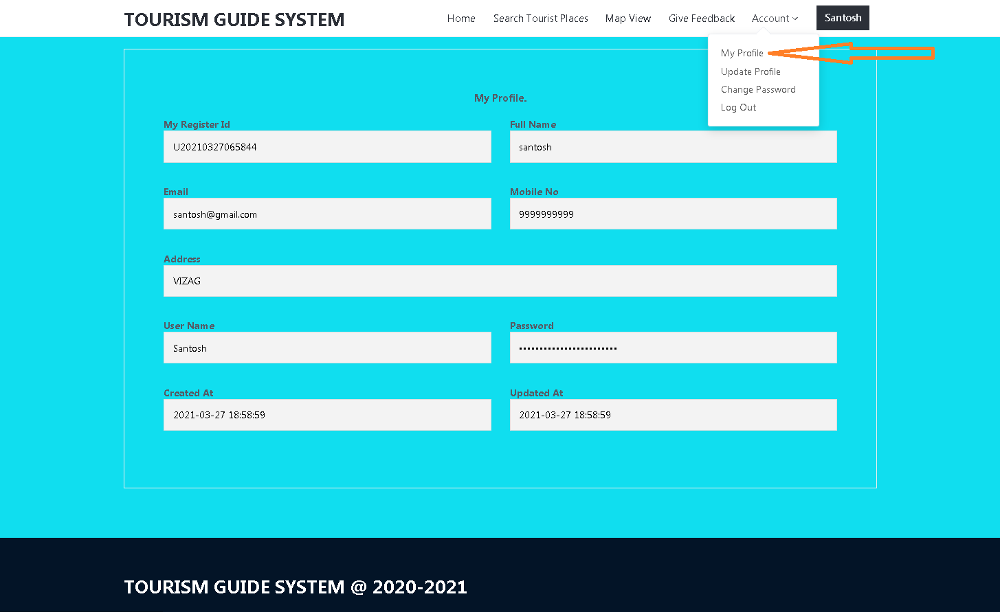 TOURISM GUIDE SYSTEM
Home Search Tourist Places Map View Give Feedback Account Santosh
My Profile
Update Profile
Change Password
Log Out
My Profile.
My Register Id Full Name
U20210327065844 santosh
Email Mobile No
santosh@gmail.com 9999999999
Address
VIZAG
User Name Password
Santosh ••••••••••••••••••••••••
Created At Updated At
2021-03-27 18:58:59 2021-03-27 18:58:59
TOURISM GUIDE SYSTEM @ 2020-2021